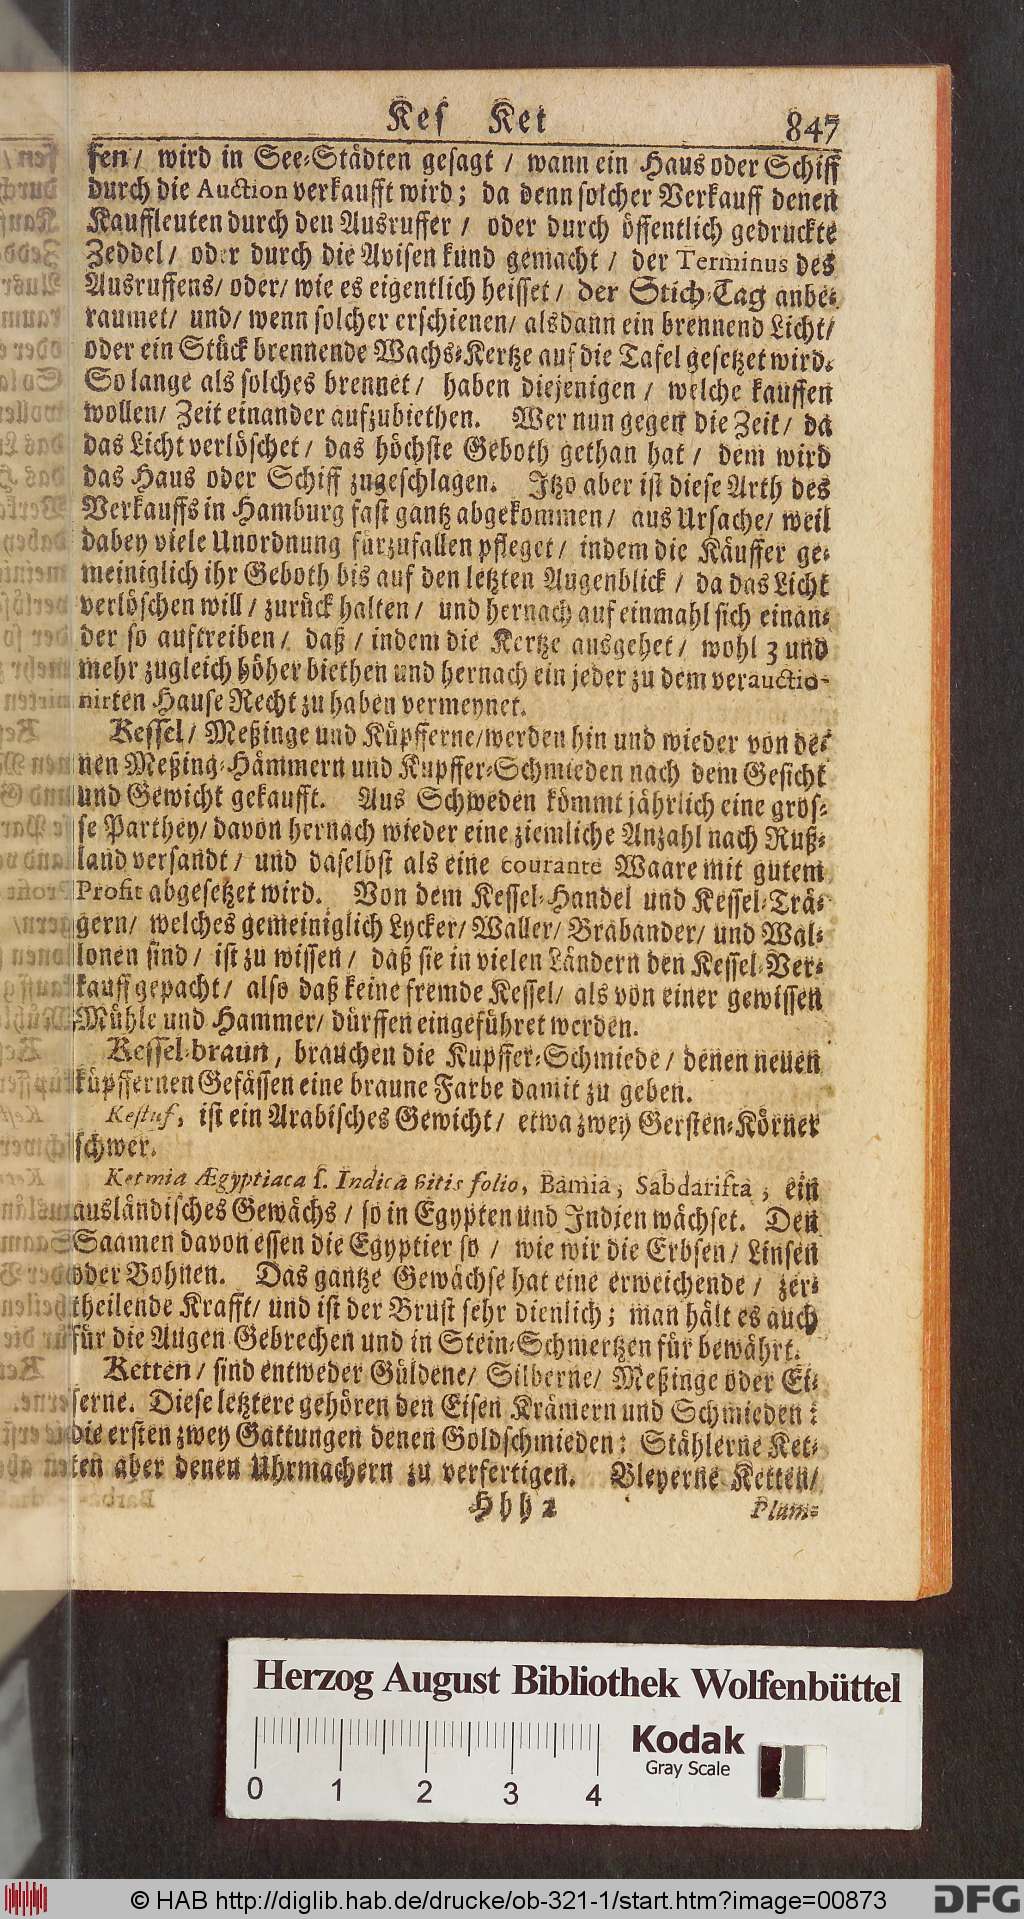 Kes Ket 847
fen/ wird in See-Städten gesagt / wann ein Haus oder Schiff
durch die Auction verkaufft wird; da denn solcher Verkauff denen
Kauffleuten durch den Ausruffer / oder durch öffentlich gedruckte
Zeddel/ oder durch die Avisen kund gemacht / der Terminus des
Ausruffens/ oder/ wie es eigentlich heisset/ der Stich-Tag anbe-
raumet/ und/ wenn solcher erschienen/ alsdann ein brennend Licht/
oder ein Stück brennende Wachs-Kertze auf die Tafel gesetzet wird.
So lange als solches brennet / haben diejenigen / welche kauffen
wollen/ Zeit einander aufzubiethen. Wer nun gegen die Zeit/ da
das Licht verlöschet/ das höchste Geboth gethan hat / dem wird
das Haus oder Schiff zugeschlagen. Itzo aber ist diese Arth des
Verkauffs in Hamburg fast gantz abgekommen/ aus Ursache/ weil
dabey viele Unordnung fürzufallen pfleget/ indem die Käuffer ge-
meiniglich ihr Geboth bis auf den letzten Augenblick / da das Licht
verlöschen will / zurück halten / und hernach auf einmahl sich einan-
der so auftreiben/ daß / indem die Kertze ausgehet / wohl 3 und
mehr zugleich höher biethen und hernach ein jeder zu dem verauctio-
nirten Hause Recht zu haben vermeynet.
Kessel/ Meßinge und Küpfferne/werden hin und wieder von de-
nen Meßing-Hämmern und Kupffer-Schmieden nach dem Gesicht
und Gewicht gekaufft. Aus Schweden kömmt jährlich eine gros-
se Parthey/ davon hernach wieder eine ziemliche Anzahl nach Ruß-
land versandt/ und daselbst als eine courante Waare mit gutem
Profit abgesetzet wird. Von dem Kessel-Handel und Kessel-Trä-
gern/ welches gemeiniglich Lycker/ Waller/ Brabander/ und Wal-
lonen sind/ ist zu wissen / daß sie in vielen Ländern den Kessel-Ver-
kauff gepacht/ also daß keine fremde Kessel/ als von einer gewissen
Mühle und Hammer/ dürffen eingeführet werden.
Kessel-braun, brauchen die Kupffer-Schmiede/ denen neuen
küpffernen Gefässen eine braune Farbe damit zu geben.
Kestuf, ist ein Arabisches Gewicht/ etwa zwey Gersten-Körner
schwer.
Ketmia Ægyptiaca s. Indica vitis folio, Bamia, Sabdarifta, ein
ausländisches Gewächs / so in Egypten und Indien wächset. Den
Saamen davon essen die Egyptier so / wie wir die Erbsen/ Linsen
oder Bohnen. Das gantze Gewächse hat eine erweichende / zer-
theilende Krafft/ und ist der Brust sehr dienlich; man hält es auch
für die Augen Gebrechen und in Stein-Schmertzen für bewährt.
Ketten/ sind entweder Güldene/ Silberne/ Meßinge oder Ei-
serne. Diese letztere gehören den Eisen Krämern und Schmieden:
die ersten zwey Gattungen denen Goldschmieden: Stählerne Ket-
ten aber denen Uhrmachern zu verfertigen. Bleyerne Ketten/
Hhh 2 Plum-
Herzog August Bibliothek Wolfenbüttel
Kodak
Gray Scale
0 1 2 3 4
© HAB http://diglib.hab.de/drucke/ob-321-1/start.htm?image=00873 DFG